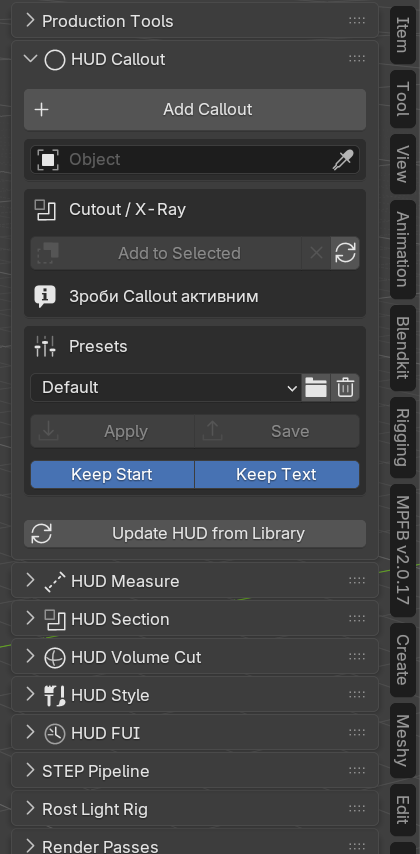 Production Tools
HUD Callout
Add Callout
Object
Cutout / X-Ray
Add to Selected
Зроби Callout активним
Presets
Default
Apply
Save
Keep Start
Keep Text
Update HUD from Library
HUD Measure
HUD Section
HUD Volume Cut
HUD Style
HUD FUI
STEP Pipeline
Rost Light Rig
Render Passes
Item
Tool
View
Animation
Blendkit
Rigging
MPFB v2.0.17
Create
Meshy
Edit